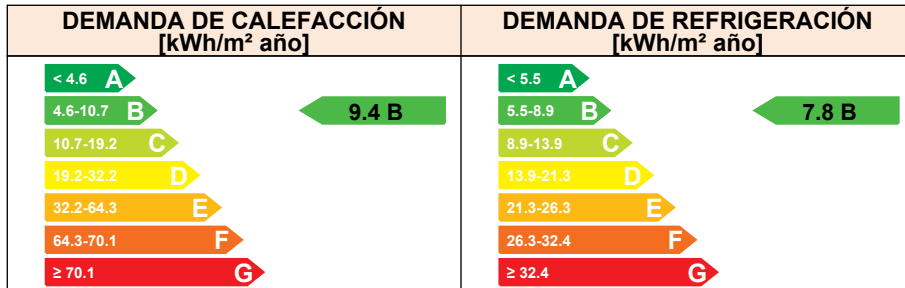 DEMANDA DE CALEFACCIÓN
[kWh/m² año]
< 4.6 A
4.6-10.7 B
9.4 B
10.7-19.2 C
19.2-32.2 D
32.2-64.3 E
64.3-70.1 F
≥ 70.1 G
DEMANDA DE REFRIGERACIÓN
[kWh/m² año]
< 5.5 A
5.5-8.9 B
7.8 B
8.9-13.9 C
13.9-21.3 D
21.3-26.3 E
26.3-32.4 F
≥ 32.4 G